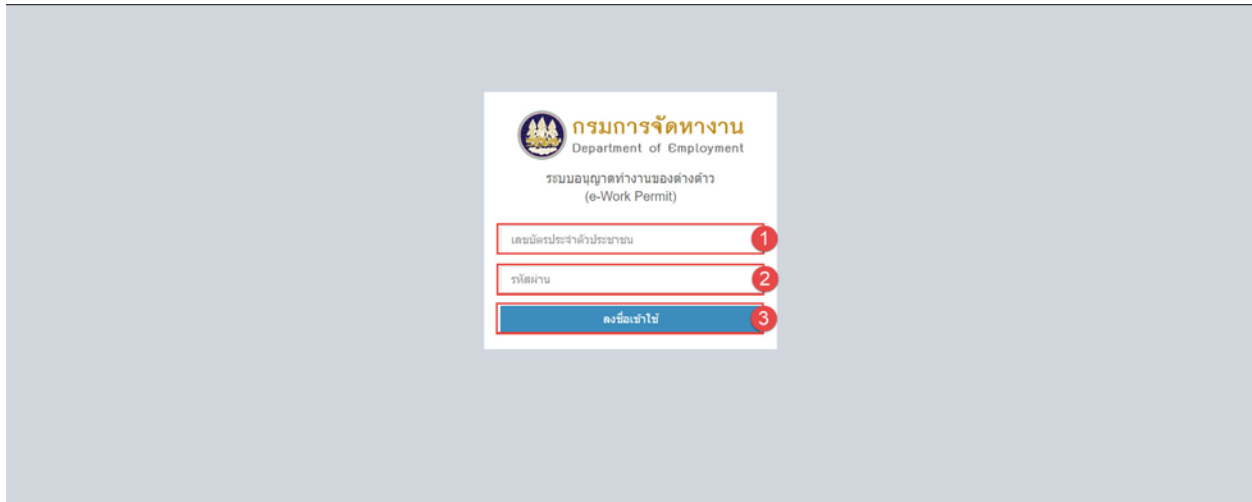 กรมการจัดหางาน
Department of Employment
ระบบอนุญาตทำงานของต่างด้าว
(e-Work Permit)
เลขบัตรประจำตัวประชาชน
1
รหัสผ่าน
2
ลงชื่อเข้าใช้
3